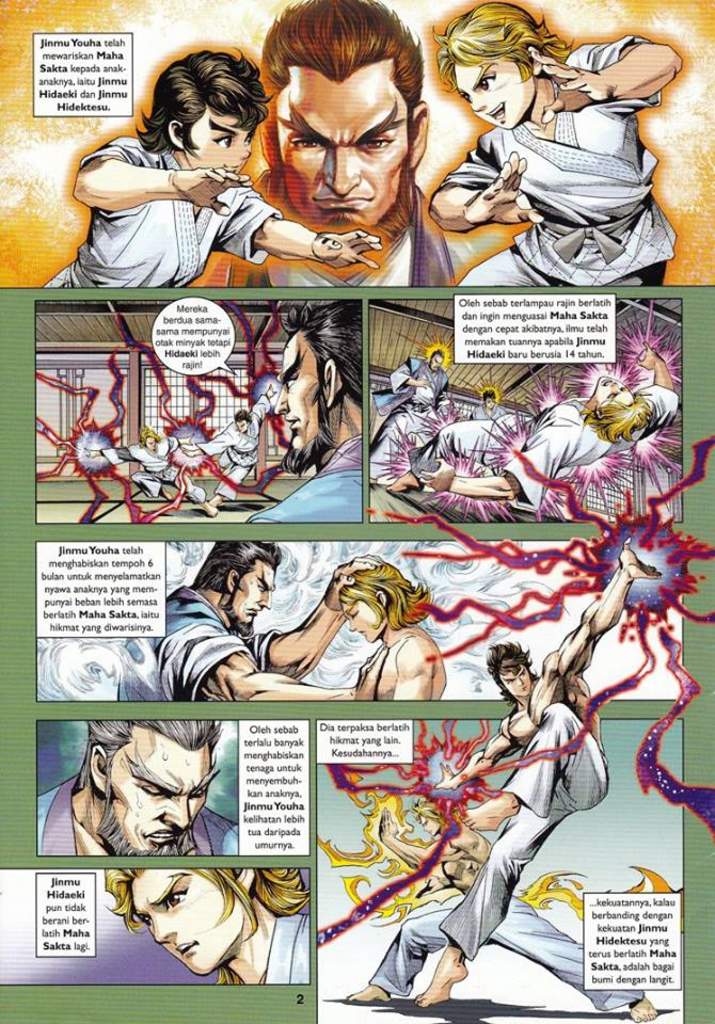 Jinmu Youha telah
mewariskan Maha
Sakta kepada anak-
anaknya, iaitu Jinmu
Hidaeki dan Jinmu
Hidektesu.
Mereka
berdua sama-
sama mempunyai
otak minyak tetapi
Hidaeki lebih
rajin!
Oleh sebab terlampau rajin berlatih
dan ingin menguasai Maha Sakta
dengan cepat akibatnya, ilmu telah
memakan tuannya apabila Jinmu
Hidaeki baru berusia 14 tahun.
Jinmu Youha telah
menghabiskan tempoh 6
bulan untuk menyelamatkan
nyawa anaknya yang mem-
punyai beban lebih semasa
berlatih Maha Sakta, iaitu
hikmat yang diwarisinya.
Oleh sebab
terlalu banyak
menghabiskan
tenaga untuk
menyembuh-
kan anaknya,
Jinmu Youha
kelihatan lebih
tua daripada
umurnya.
Jinmu
Hidaeki
pun tidak
berani ber-
latih Maha
Sakta lagi.
Dia terpaksa berlatih
hikmat yang lain.
Kesudahannya...
...kekuatannya, kalau
berbanding dengan
kekuatan Jinmu
Hidektesu yang
terus berlatih Maha
Sakta, adalah bagai
bumi dengan langit.
2